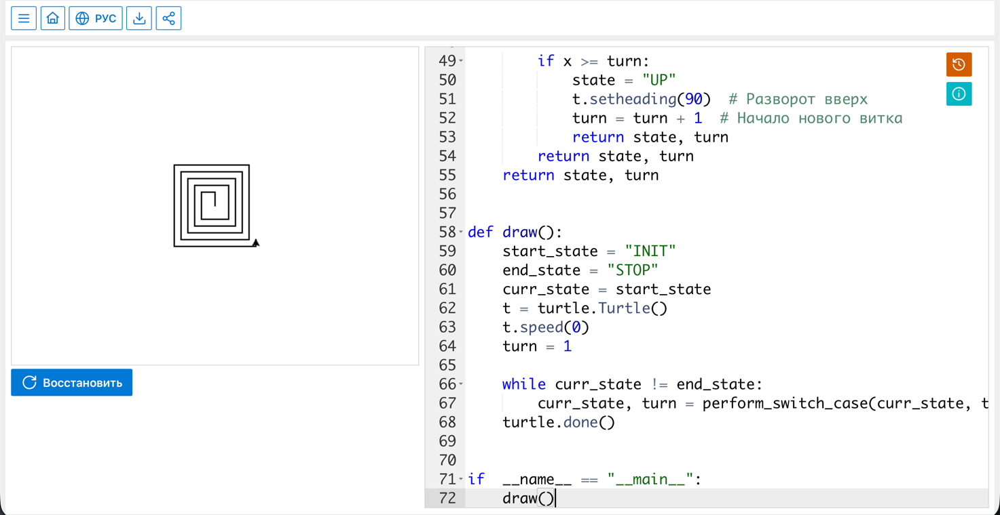 РУС
Восстановить
49 if x >= turn:
50 state = "UP"
51 t.setheading(90)  # Разворот вверх
52 turn = turn + 1  # Начало нового витка
53 return state, turn
54 return state, turn
55 return state, turn
56
57
58 def draw():
59 start_state = "INIT"
60 end_state = "STOP"
61 curr_state = start_state
62 t = turtle.Turtle()
63 t.speed(0)
64 turn = 1
65
66 while curr_state != end_state:
67 curr_state, turn = perform_switch_case(curr_state, t
68 turtle.done()
69
70
71 if __name__ == "__main__":
72 draw()